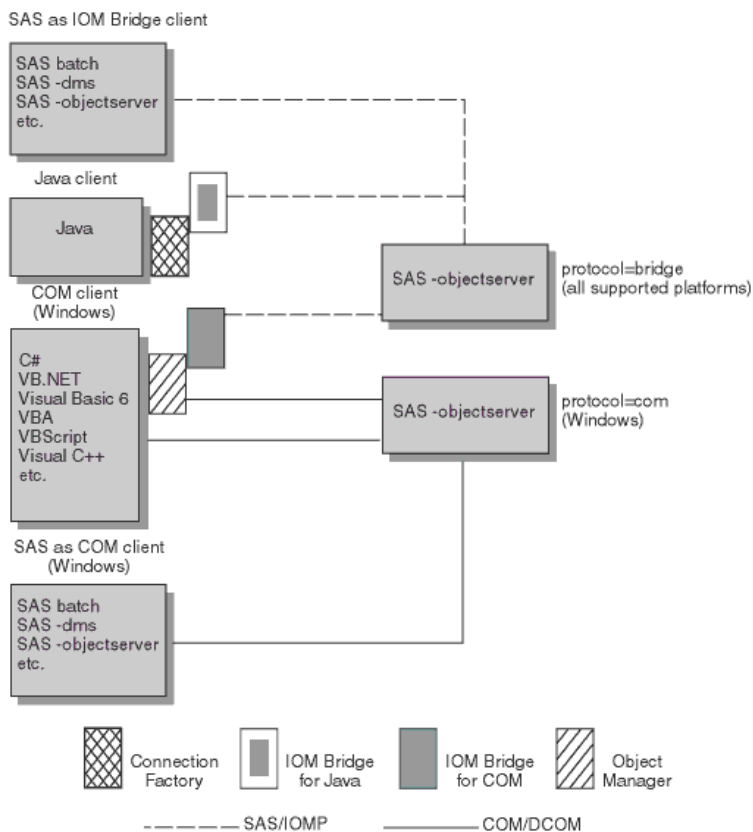 SAS as IOM Bridge client
SAS batch
SAS -dms
SAS -objectserver
etc.
Java client
Java
COM client
(Windows)
SAS -objectserver
protocol=bridge
(all supported platforms)
C#
VB.NET
Visual Basic 6
VBA
VBScript
Visual C++
etc.
SAS -objectserver
protocol=com
(Windows)
SAS as COM client
(Windows)
SAS batch
SAS -dms
SAS -objectserver
etc.
Connection
Factory
IOM Bridge
for Java
IOM Bridge
for COM
Object
Manager
SAS/IOMP
COM/DCOM